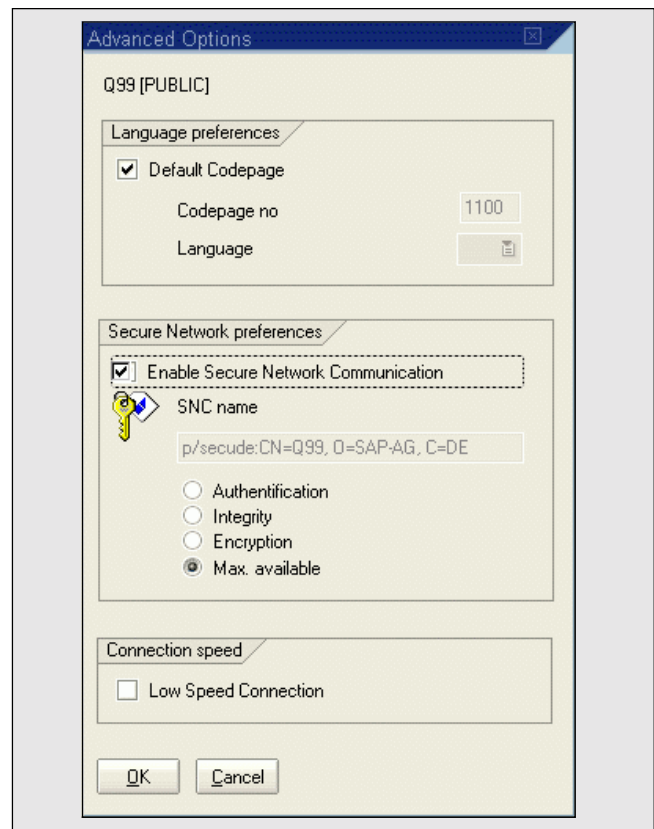 Advanced Options
Q99 [PUBLIC]
Language preferences
Default Codepage
Codepage no 1100
Language
Secure Network preferences
Enable Secure Network Communication
SNC name
p/secude:CN=Q99, O=SAP-AG, C=DE
Authentification
Integrity
Encryption
Max. available
Connection speed
Low Speed Connection
OK Cancel